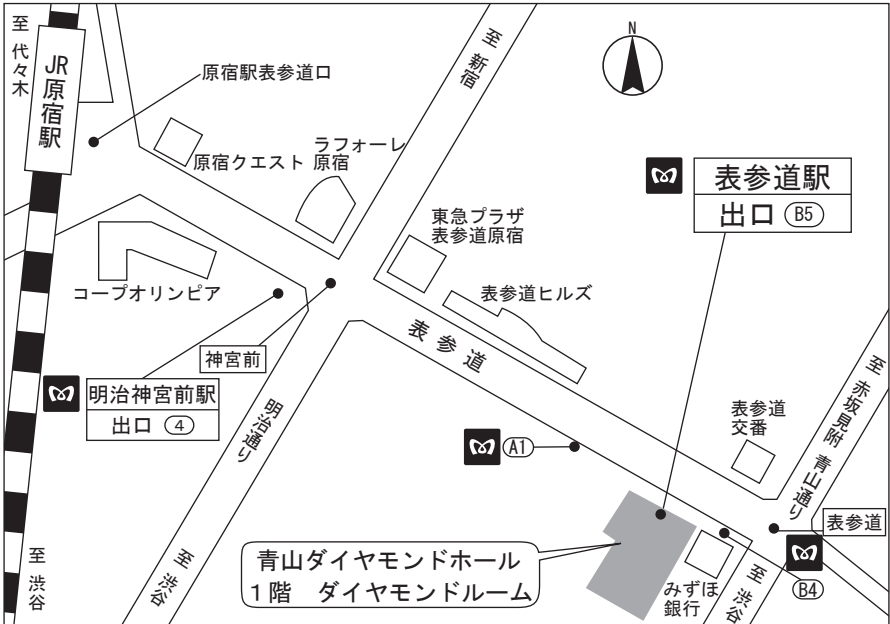 至 代々木
JR原宿駅
原宿駅表参道口
原宿クエスト
ラフォーレ
原宿
至 新宿
N
表参道駅
出口 B5
東急プラザ
表参道原宿
コープオリンピア
表参道ヒルズ
神宮前
表参道
明治神宮前駅
出口 4
明治通り
A1
表参道
交番
至 赤坂見附
青山通り
表参道
至 渋谷
至 渋谷
青山ダイヤモンドホール
1階 ダイヤモンドルーム
みずほ
銀行
至 渋谷
B4